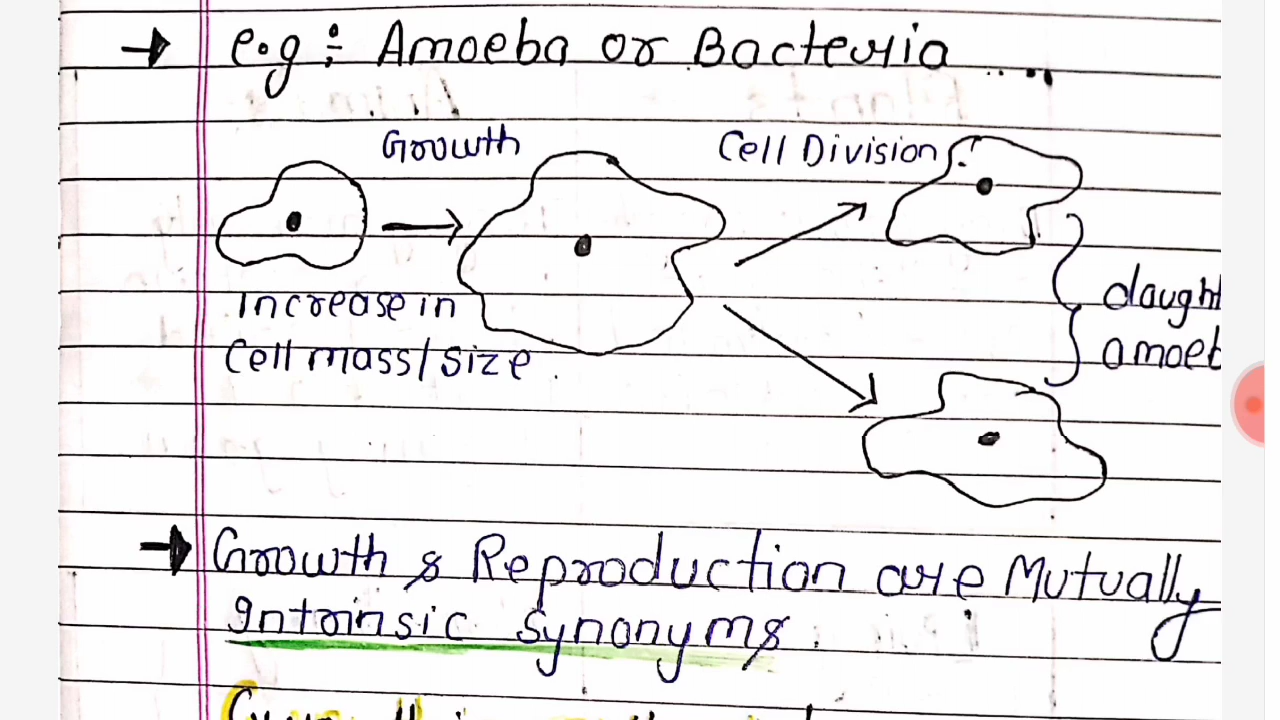 → e.g ÷ Amoeba or Bacteria ....
Growth
Cell Division
Increase in
Cell mass/size.
daught
amoeb
→ Growth & Reproduction are Mutually
Intrinsic synonyms.